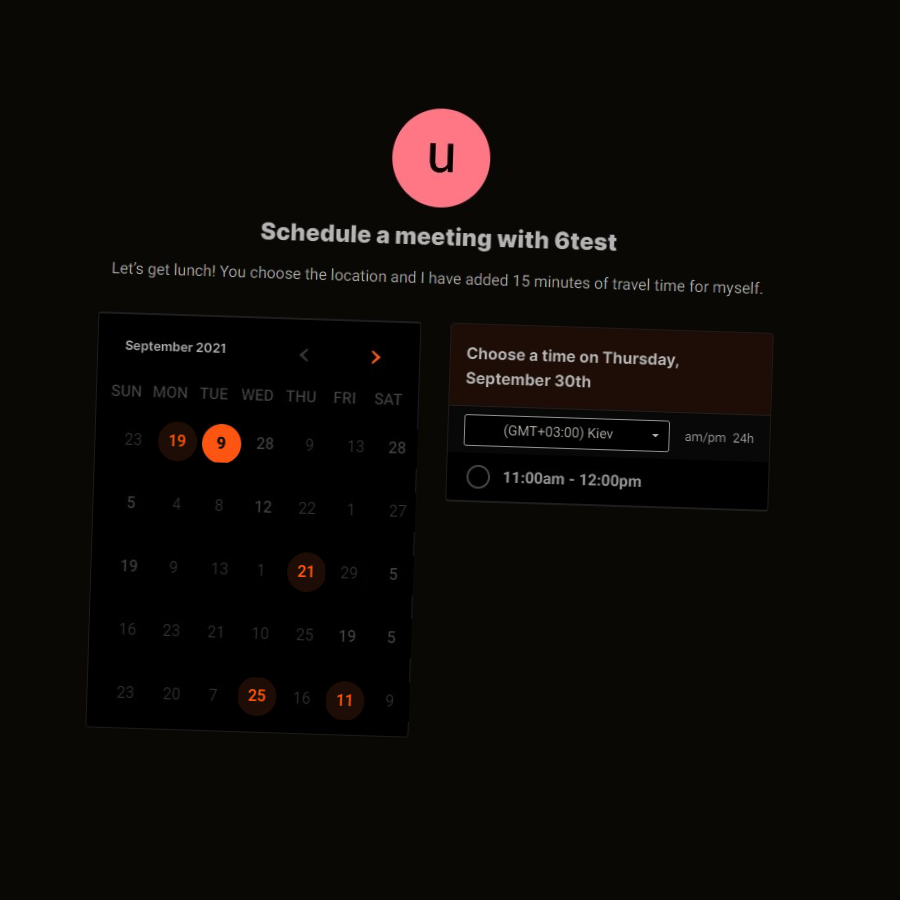 u
Schedule a meeting with 6test
Let's get lunch! You choose the location and I have added 15 minutes of travel time for myself.
September 2021
SUN MON TUE WED THU FRI SAT
23 19 9 28 9 13 28
5 4 8 12 22 1 27
19 9 13 1 21 29 5
16 23 21 10 25 19 5
23 20 7 25 16 11 9
Choose a time on Thursday,
September 30th
(GMT+03:00) Kiev am/pm 24h
11:00am - 12:00pm